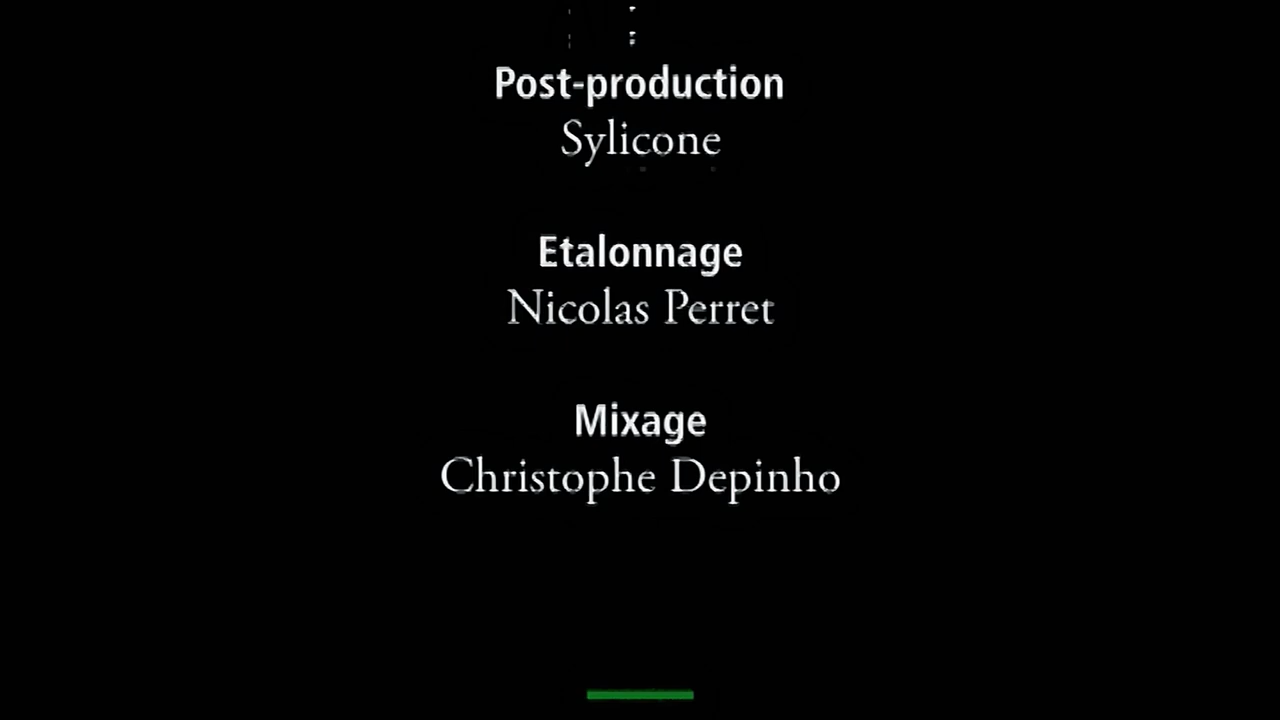 Post-production
Sylicone
Etalonnage
Nicolas Perret
Mixage
Christophe Depinho